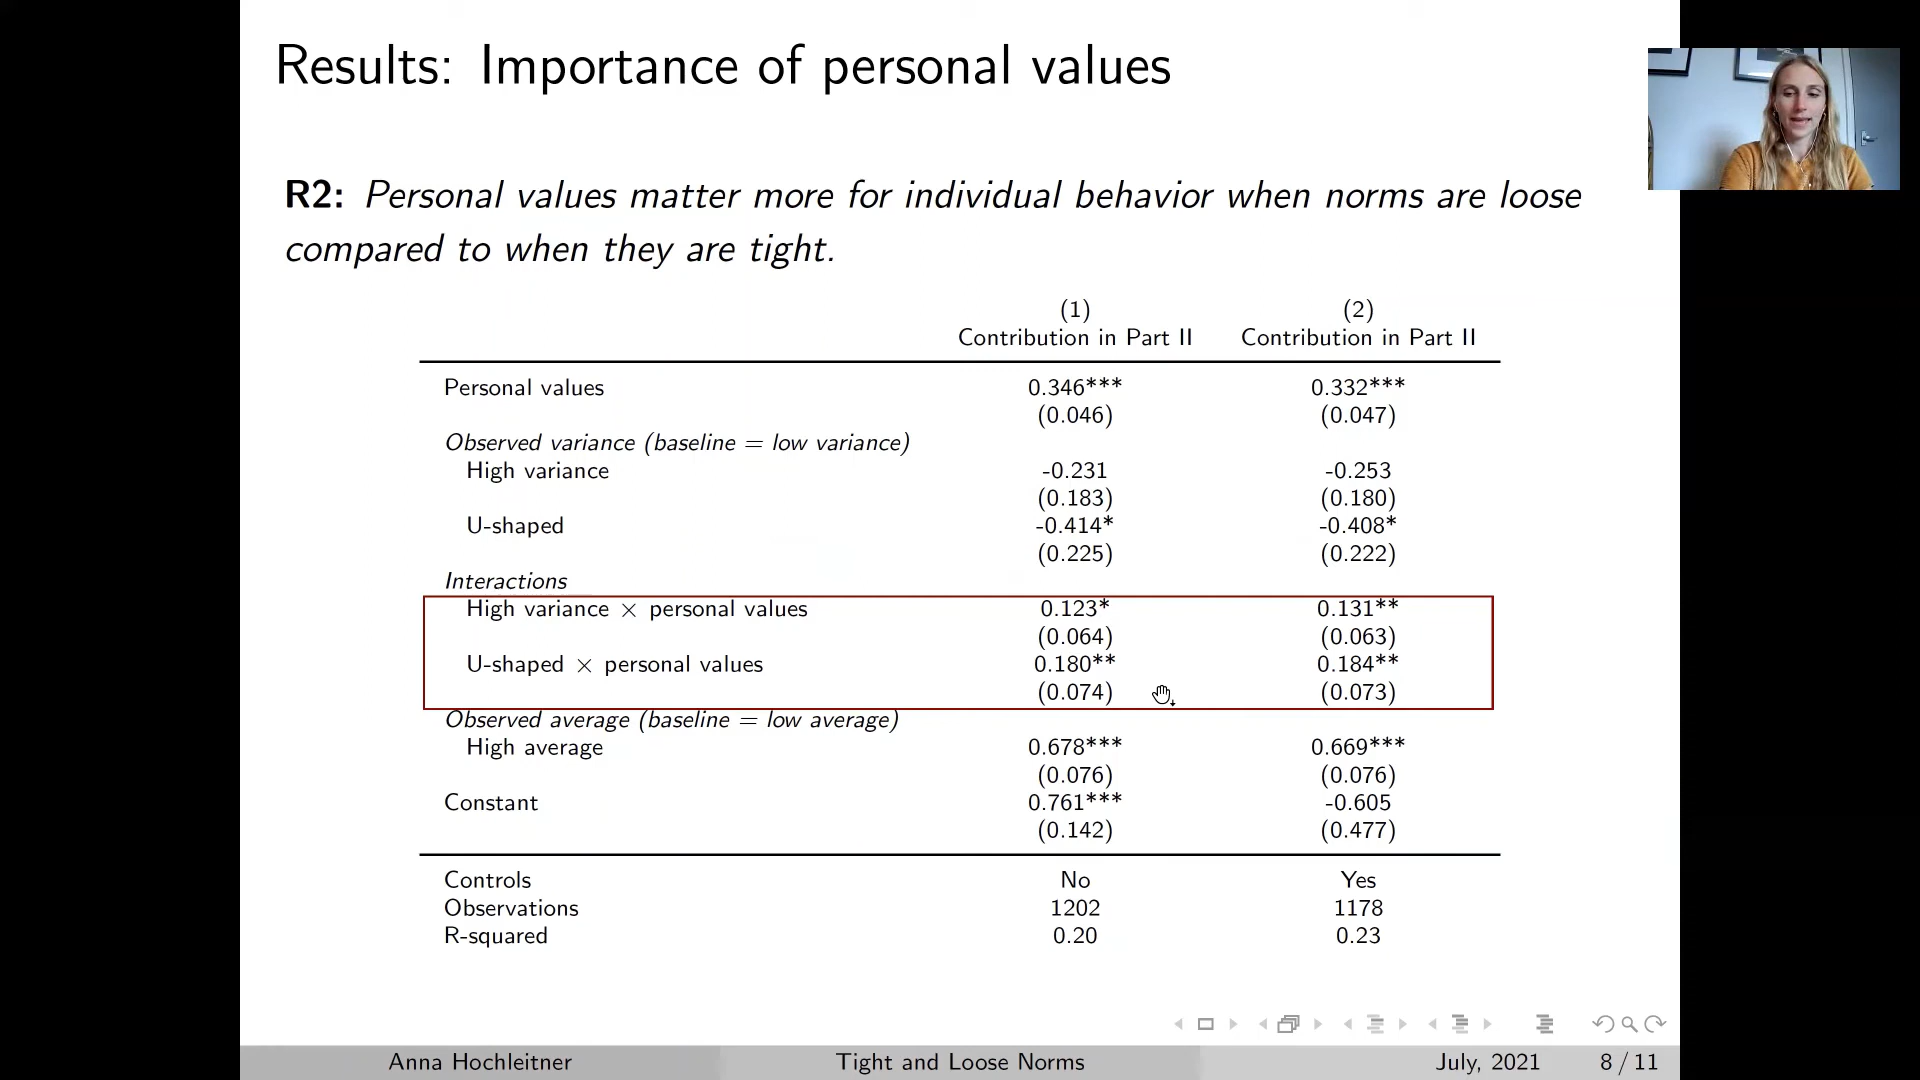 Results: Importance of personal values
R2: Personal values matter more for individual behavior when norms are loose
compared to when they are tight.
(1) (2)
Contribution in Part II Contribution in Part II
Personal values 0.346*** 0.332***
(0.046) (0.047)
Observed variance (baseline = low variance)
High variance -0.231 -0.253
(0.183) (0.180)
U-shaped -0.414* -0.408*
(0.225) (0.222)
Interactions
High variance × personal values 0.123* 0.131**
(0.064) (0.063)
U-shaped × personal values 0.180** 0.184**
(0.074) (0.073)
Observed average (baseline = low average)
High average 0.678*** 0.669***
(0.076) (0.076)
Constant 0.761*** -0.605
(0.142) (0.477)
Controls No Yes
Observations 1202 1178
R-squared 0.20 0.23
Anna Hochleitner Tight and Loose Norms July, 2021 8 / 11